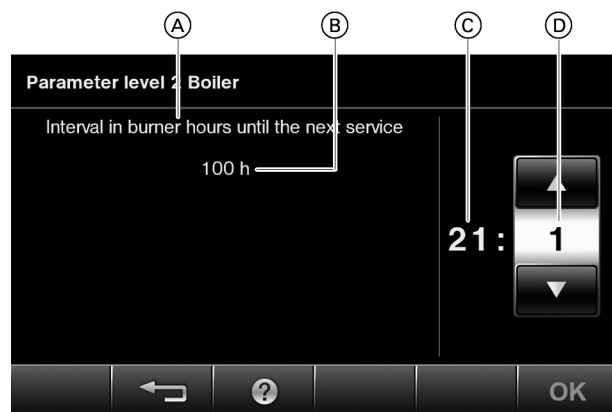 A B C D
Parameter level 2 Boiler
Interval in burner hours until the next service
100 h
21: 1
? OK